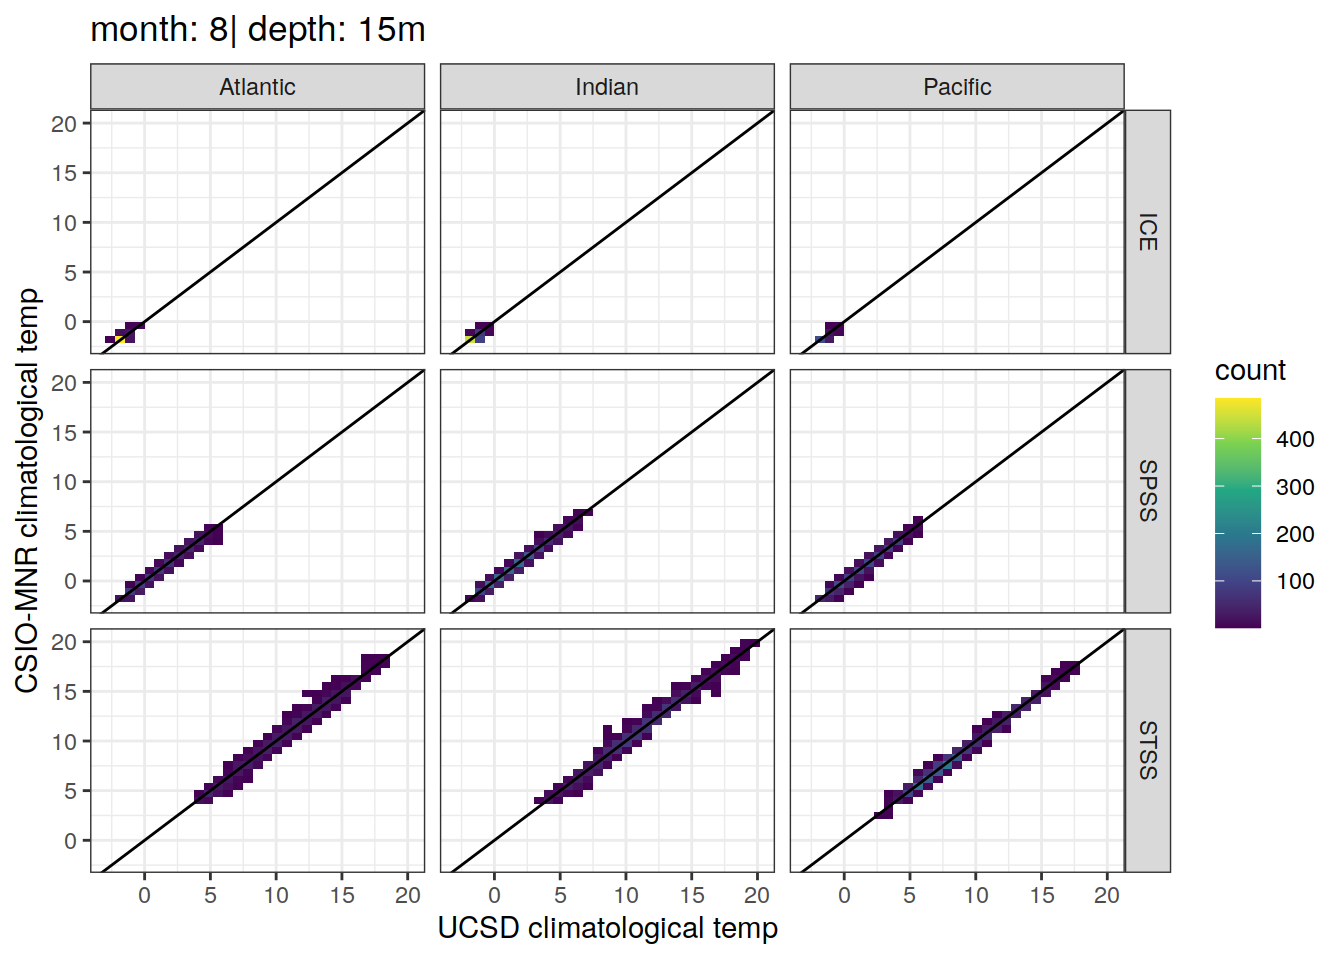 month: 8| depth: 15m
Atlantic
Indian
Pacific
20
15
10
5
0
ICE
20
15
10
5
0
SPSS
20
15
10
5
0
STSS
0 5 10 15 20
0 5 10 15 20
0 5 10 15 20
UCSD climatological temp
CSIO-MNR climatological temp
count
400
300
200
100